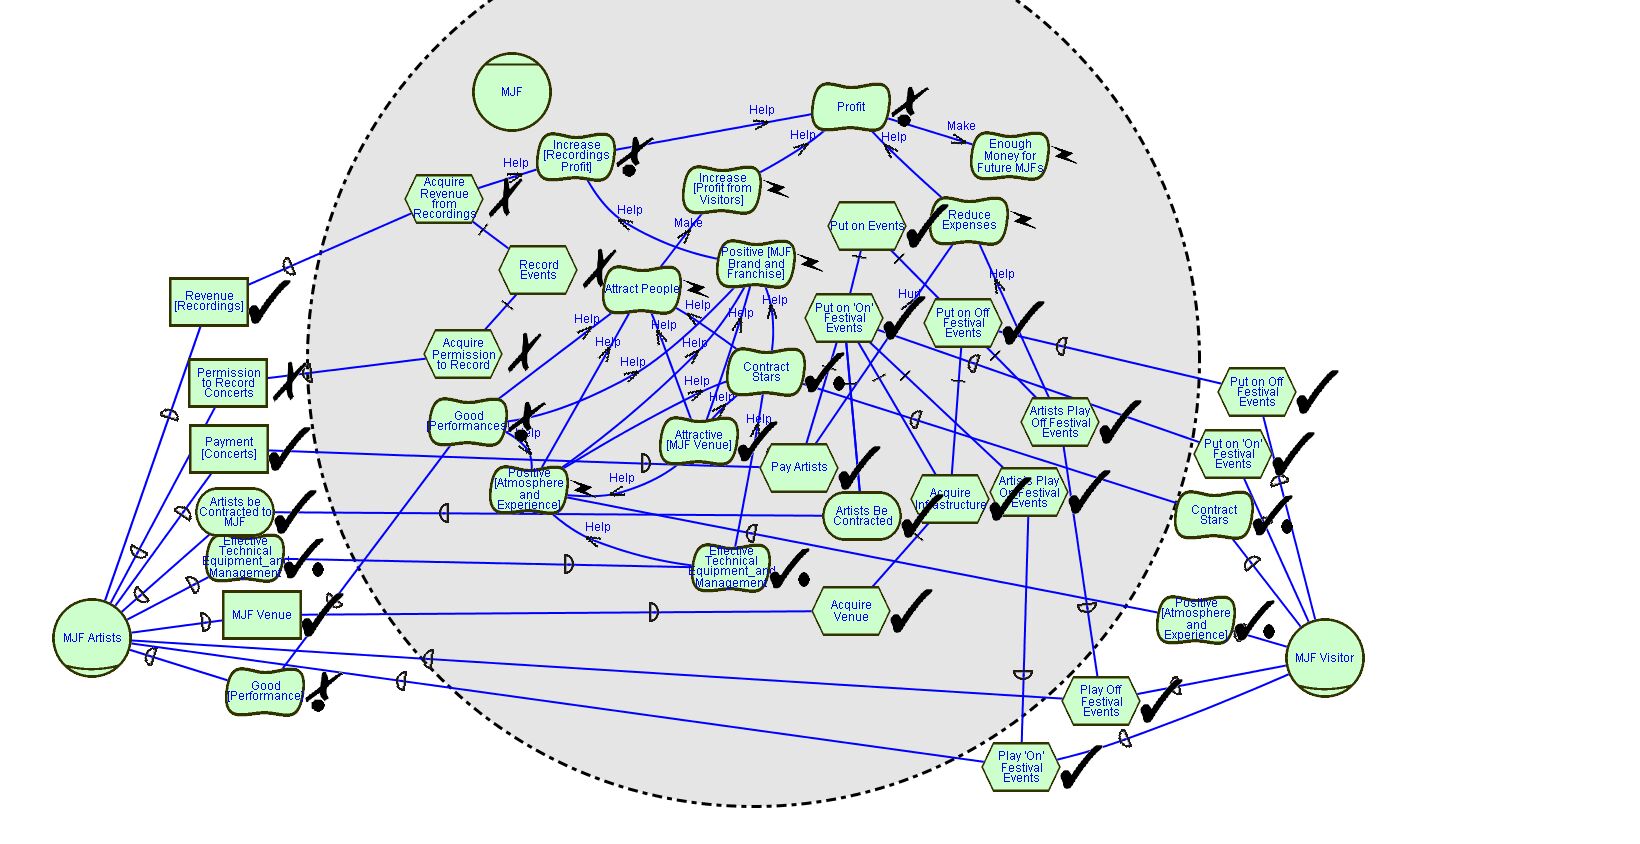 MJF
Profit
Help
Make
Help
Help
Enough
Money for
Future MJFs
Increase
[Recordings
Profit]
Help
Acquire
Revenue
from
Recordings
Increase
[Profit from
Visitors]
Help
Make
Put on Events
Reduce
Expenses
Record
Events
Attract People
Positive [MJF
Brand and
Franchise]
Help
Revenue
[Recordings]
Help
Help
Help
Help
Put on 'On'
Festival
Events
Put on Off
Festival
Events
Help
Help
Acquire
Permission
to Record
Help
Help
Help
Permission
to Record
Concerts
Contract
Stars
Put on Off
Festival
Events
Help
Help
Good
[Performances]
Artists Play
Off Festival
Events
Payment
[Concerts]
Attractive
[MJF Venue]
Help
Pay Artists
Put on 'On'
Festival
Events
Positive
[Atmosphere
and
Experience]
Help
Artists be
Contracted to
MJF
Artists Be
Contracted
Acquire
Infrastructure
Artists Play
Festival
Events
Contract
Stars
Help
Effective
Technical
Equipment_and
Management
Effective
Technical
Equipment_and
Management
MJF Venue
Acquire
Venue
Positive
[Atmosphere
and
Experience]
MJF Artists
MJF Visitor
Good
[Performance]
Play Off
Festival
Events
Play 'On'
Festival
Events